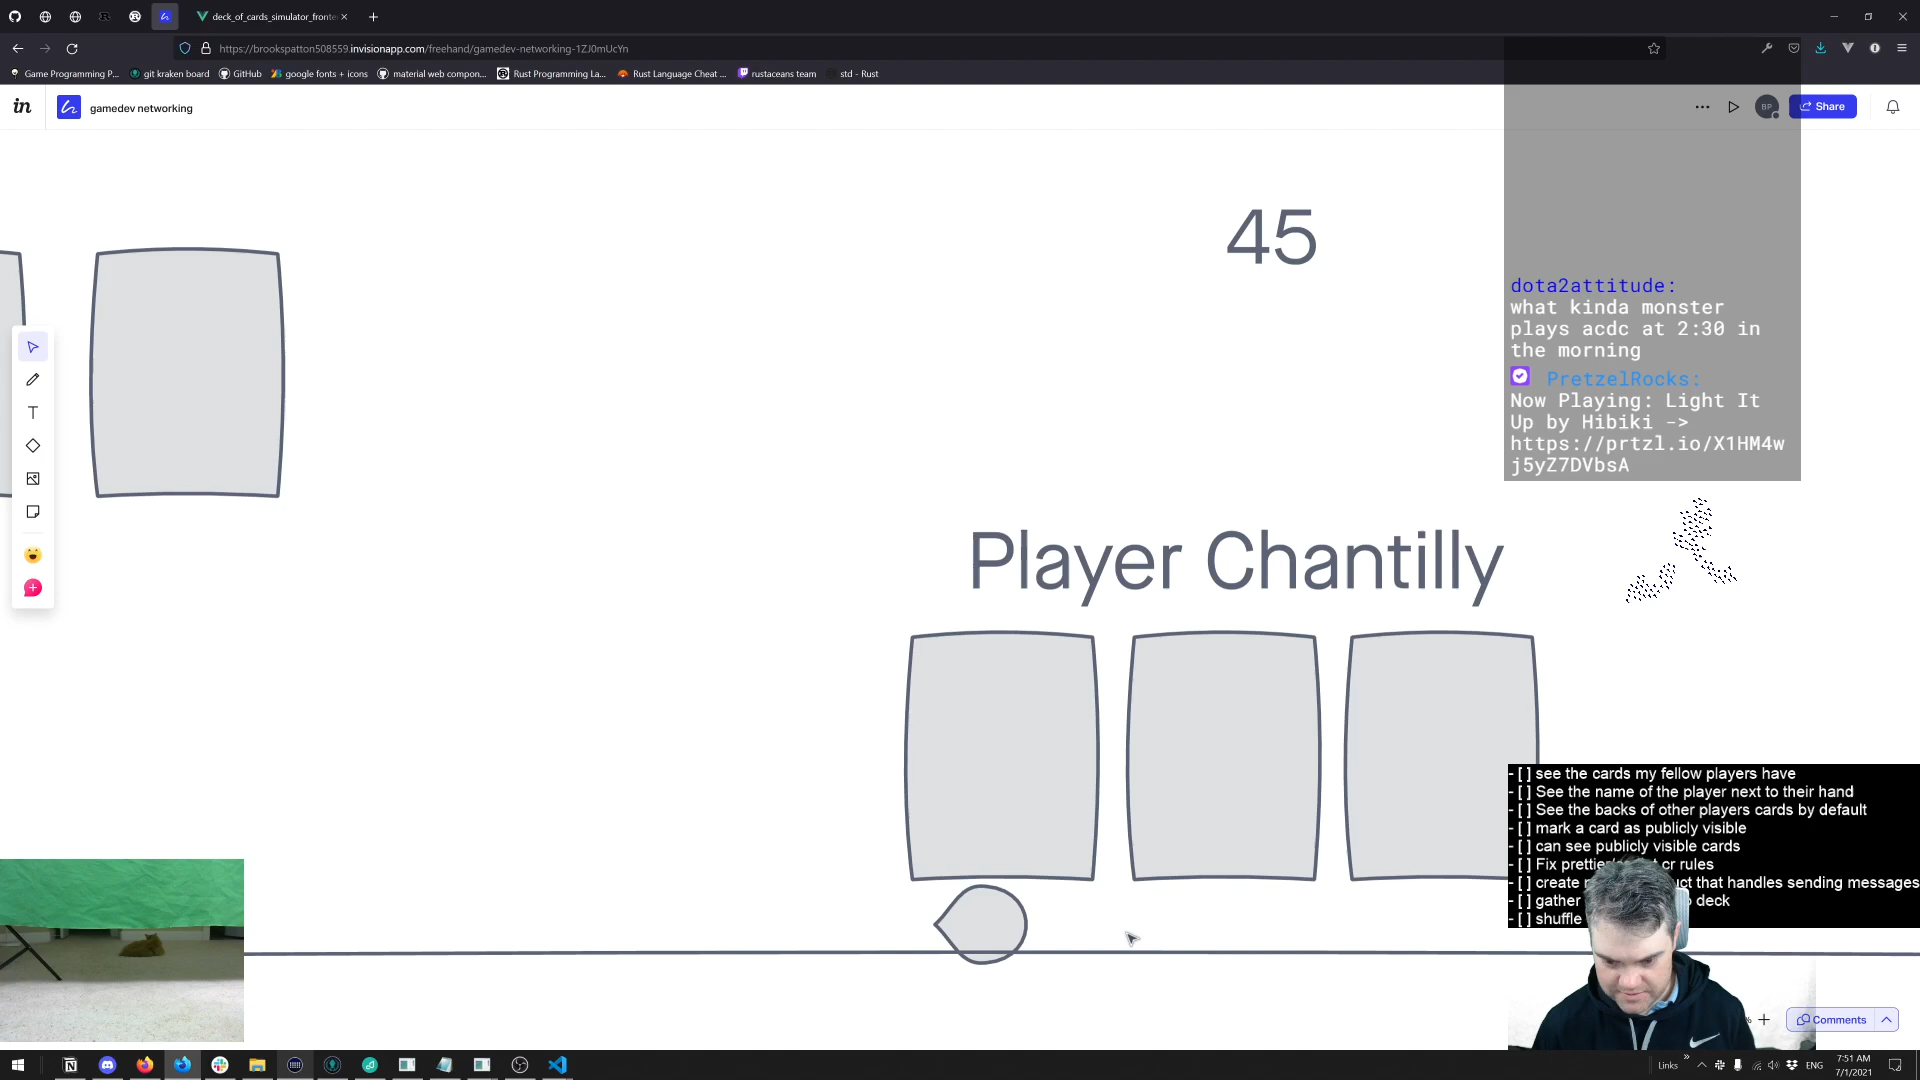 deck_of_cards_simulator_fronte
https://brookspatton508559.invisionapp.com/freehand/gamedev-networking-1ZJ0mUcYn
Game Programming P...
git kraken board
GitHub
google fonts + icons
material web compon...
Rust Programming La...
Rust Language Cheat ...
rustaceans team
std - Rust
in
gamedev networking
BP
Share
45
dota2attitude:
what kinda monster
plays acdc at 2:30 in
the morning
PretzelRocks:
Now Playing: Light It
Up by Hibiki ->
https://prtzl.io/X1HM4w
j5yZ7DVbsA
Player Chantilly
- [ ] see the cards my fellow players have
- [ ] See the name of the player next to their hand
- [ ] See the backs of other players cards by default
- [ ] mark a card as publicly visible
- [ ] can see publicly visible cards
- [ ] Fix cr rules
- [ ] create that handles sending messages
- [ ] gather deck
- [ ] shuffle
Comments
Links
ENG
7:51 AM
7/1/2021